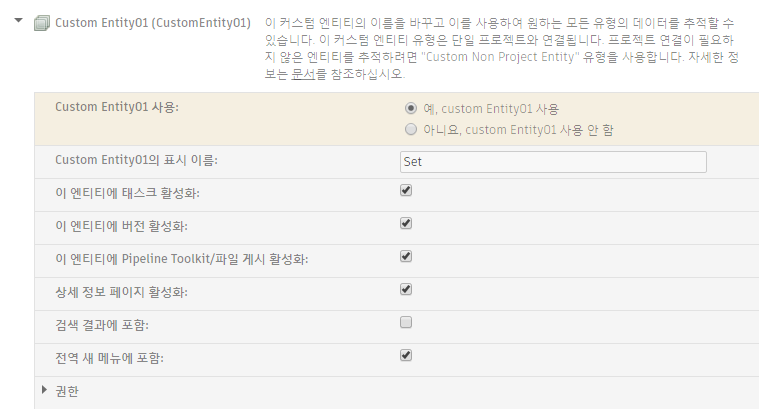 Custom Entity01 (CustomEntity01)
이 커스텀 엔티티의 이름을 바꾸고 이를 사용하여 원하는 모든 유형의 데이터를 추적할 수
있습니다. 이 커스텀 엔티티 유형은 단일 프로젝트와 연결됩니다. 프로젝트 연결이 필요하
지 않은 엔티티를 추적하려면 "Custom Non Project Entity" 유형을 사용합니다. 자세한 정
보는 문서를 참조하십시오.
Custom Entity01 사용:
예, custom Entity01 사용
아니요, custom Entity01 사용 안 함
Custom Entity01의 표시 이름:
Set
이 엔티티에 태스크 활성화:
이 엔티티에 버전 활성화:
이 엔티티에 Pipeline Toolkit/파일 게시 활성화:
상세 정보 페이지 활성화:
검색 결과에 포함:
전역 새 메뉴에 포함:
권한